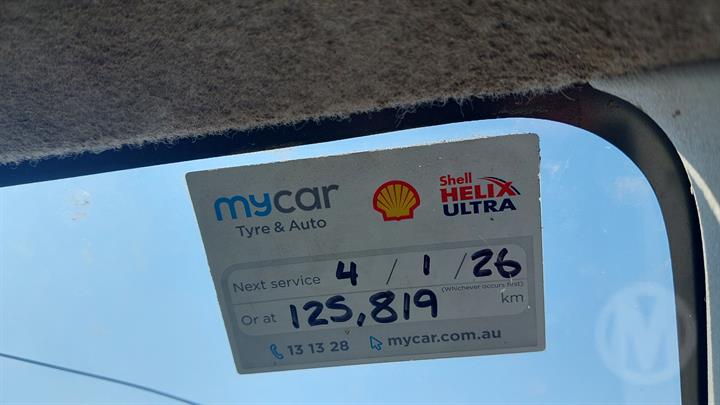 mycar
Tyre & Auto
Shell
HELIX
ULTRA
Next service 4 / 1 / 26
(Whichever occurs first)
Or at 125,819 km
13 13 28 mycar.com.au
M